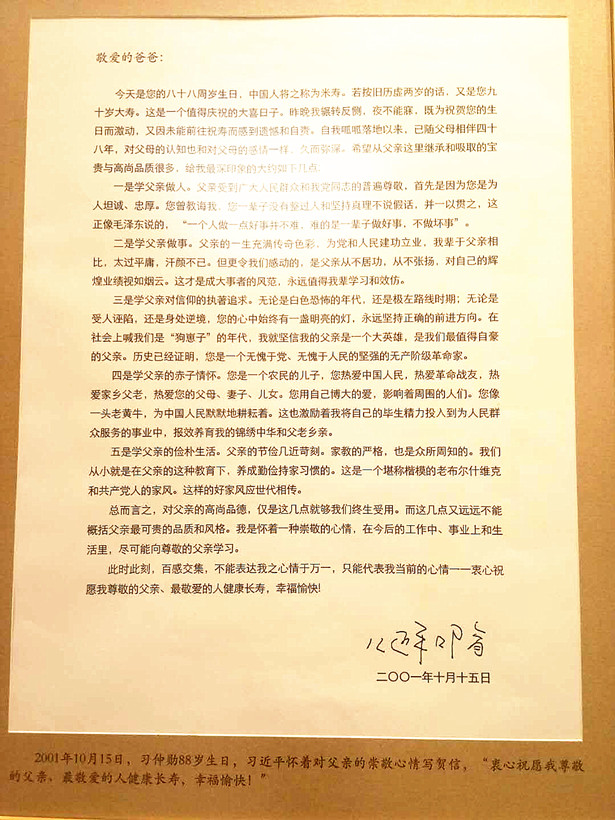 敬爱的爸爸：
今天是您的八十八周岁生日，中国人将之称为米寿。若按旧历虚两岁的话，又是您九
十岁大寿。这是一个值得庆祝的大喜日子。昨晚我辗转反侧，夜不能寐，既为祝贺您的生
日而激动，又因未能前往祝寿而感到遗憾和自责。自我呱呱落地以来，已随父母相伴四十
八年，对父母的认知也和对父母的感情一样，久而弥深。希望从父亲这里继承和吸取的宝
贵与高尚品质很多，给我最深印象的大约如下几点：
一是学父亲做人。父亲受到广大人民群众和我党同志的普遍尊敬，首先是因为您是为
人坦诚、忠厚。您曾教诲我，您一辈子没有整过人和坚持真理不说假话，并一以贯之，这
正像毛泽东说的，“一个人做一点好事并不难，难的是一辈子做好事，不做坏事”。
二是学父亲做事。父亲的一生充满传奇色彩，为党和人民建功立业，我辈于父亲相
比，太过平庸，汗颜不已。但更令我们感动的，是父亲从不居功，从不张扬，对自己的辉
煌业绩视如烟云。这才是成大事者的风范，永远值得我辈学习和效仿。
三是学父亲对信仰的执著追求。无论是白色恐怖的年代，还是极左路线时期；无论是
受人诬陷，还是身处逆境，您的心中始终有一盏明亮的灯，永远坚持正确的前进方向。在
社会上喊我们是“狗崽子”的年代，我就坚信我的父亲是一个大英雄，是我们最值得自豪
的父亲。历史已经证明，您是一个无愧于党、无愧于人民的坚强的无产阶级革命家。
四是学父亲的赤子情怀。您是一个农民的儿子，您热爱中国人民，热爱革命战友，热
爱家乡父老，热爱您的父母、妻子、儿女。您用自己博大的爱，影响着周围的人们。您像
一头老黄牛，为中国人民默默地耕耘着。这也激励着我将自己的毕生精力投入到为人民群
众服务的事业中，报效养育我的锦绣中华和父老乡亲。
五是学父亲的俭朴生活。父亲的节俭几近苛刻。家教的严格，也是众所周知的。我们
从小就是在父亲的这种教育下，养成勤俭持家习惯的。这是一个堪称楷模的老布尔什维克
和共产党人的家风。这样的好家风应世代相传。
总而言之，对父亲的高尚品德，仅是这几点就够我们终生受用。而这几点又远远不能
概括父亲最可贵的品质和风格。我是怀着一种崇敬的心情，在今后的工作中、事业上和生
活里，尽可能向尊敬的父亲学习。
此时此刻，百感交集，不能表达我之心情于万一，只能代表我当前的心情——衷心祝
愿我尊敬的父亲、最敬爱的人健康长寿，幸福愉快！
叩首
二〇〇一年十月十五日
2001年10月15日，习仲勋88岁生日，习近平怀着对父亲的崇敬心情写贺信，“衷心祝愿我尊敬
的父亲、最敬爱的人健康长寿，幸福愉快！”